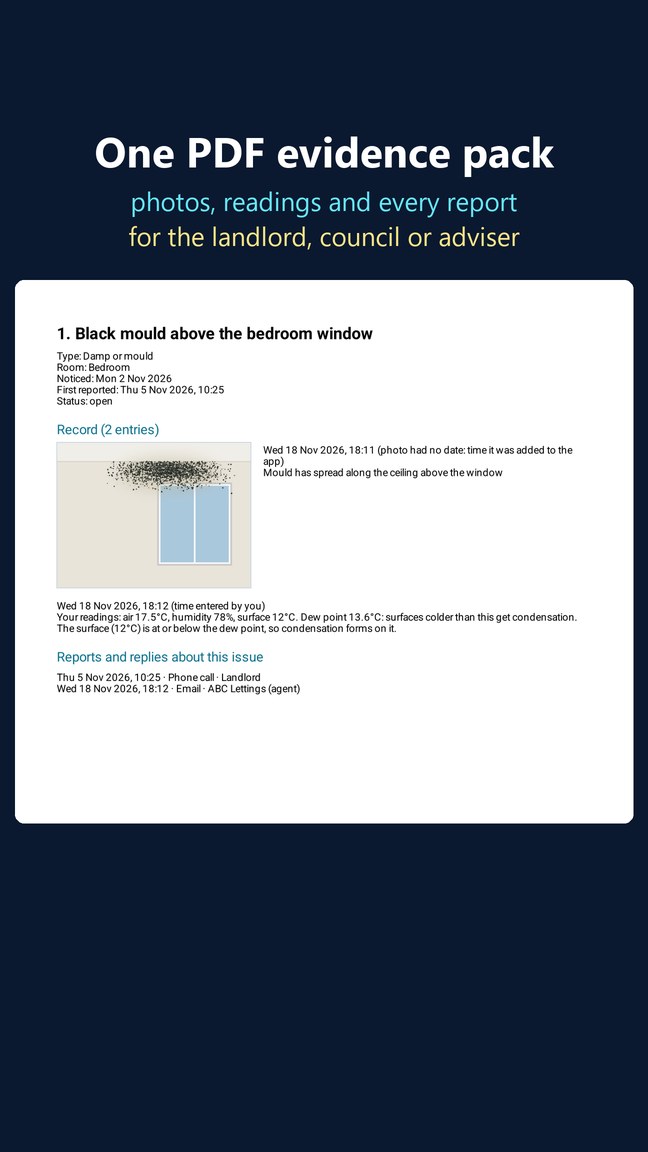 One PDF evidence pack
photos, readings and every report
for the landlord, council or adviser
1. Black mould above the bedroom window
Type: Damp or mould
Room: Bedroom
Noticed: Mon 2 Nov 2026
First reported: Thu 5 Nov 2026, 10:25
Status: open
Record (2 entries)
Wed 18 Nov 2026, 18:11 (photo had no date: time it was added to the
app)
Mould has spread along the ceiling above the window
Wed 18 Nov 2026, 18:12 (time entered by you)
Your readings: air 17.5°C, humidity 78%, surface 12°C. Dew point 13.6°C: surfaces colder than this get condensation.
The surface (12°C) is at or below the dew point, so condensation forms on it.
Reports and replies about this issue
Thu 5 Nov 2026, 10:25 · Phone call · Landlord
Wed 18 Nov 2026, 18:12 · Email · ABC Lettings (agent)